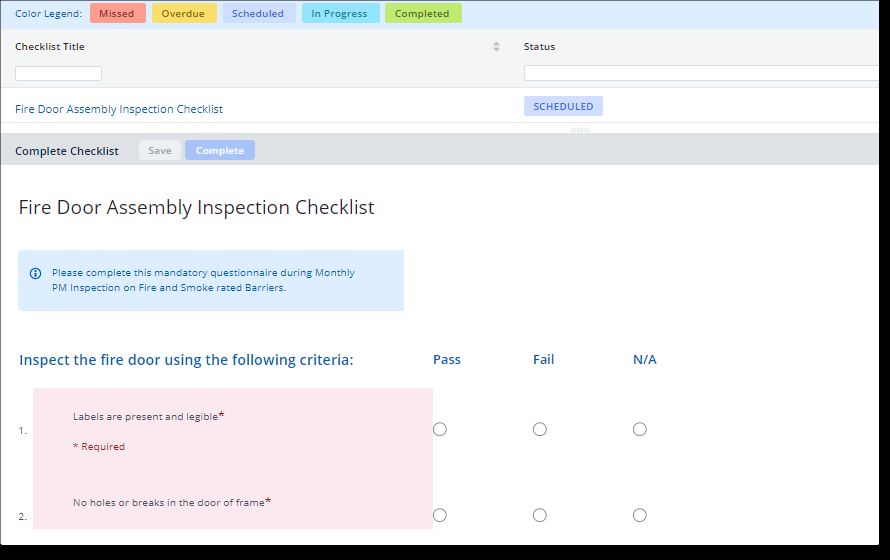 Color Legend: Missed Overdue Scheduled In Progress Completed
Checklist Title Status
Fire Door Assembly Inspection Checklist SCHEDULED
Complete Checklist Save Complete
Fire Door Assembly Inspection Checklist
Please complete this mandatory questionnaire during Monthly
PM Inspection on Fire and Smoke rated Barriers.
Inspect the fire door using the following criteria: Pass Fail N/A
1. Labels are present and legible*
* Required
2. No holes or breaks in the door of frame*